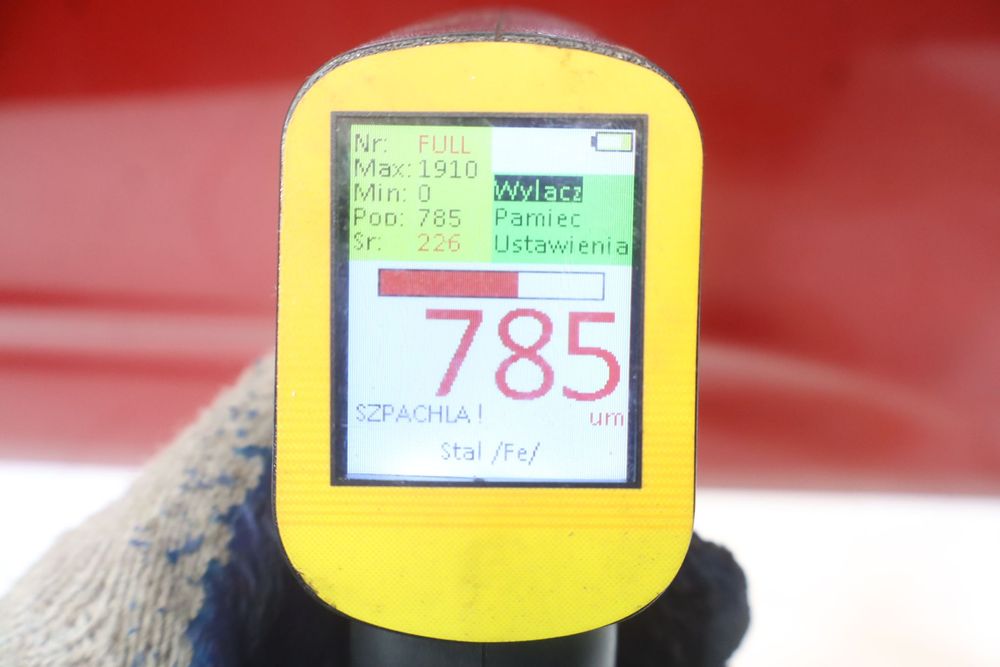 Nr: FULL
Max: 1910
Min: 0
Pop: 785
Sr: 226
Wylacz
Pamiec
Ustawienia
785
um
SZPACHLA !
Stal /Fe/